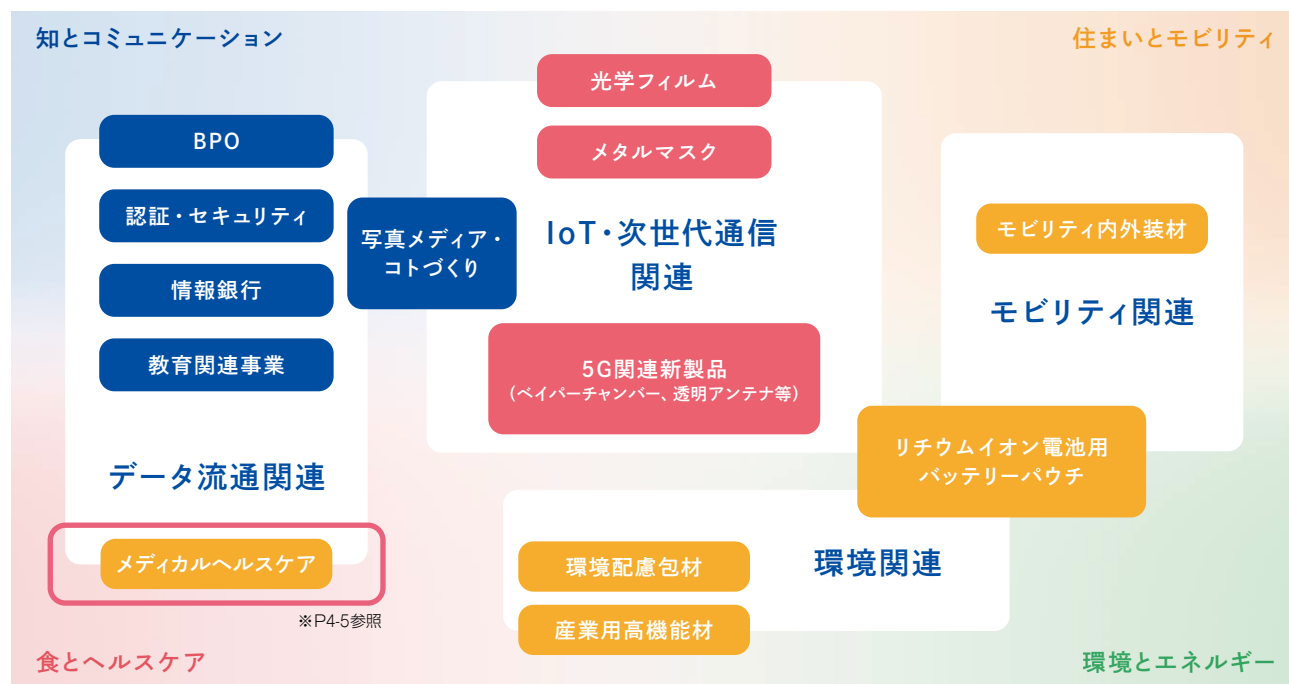 知とコミュニケーション
住まいとモビリティ
BPO
認証・セキュリティ
情報銀行
教育関連事業
データ流通関連
メディカルヘルスケア
※P4-5参照
写真メディア・
コトづくり
光学フィルム
メタルマスク
IoT・次世代通信
関連
5G関連新製品
(ベイパーチャンバー、透明アンテナ等)
モビリティ内外装材
モビリティ関連
リチウムイオン電池用
バッテリーパウチ
環境配慮包材
産業用高機能材
環境関連
食とヘルスケア
環境とエネルギー